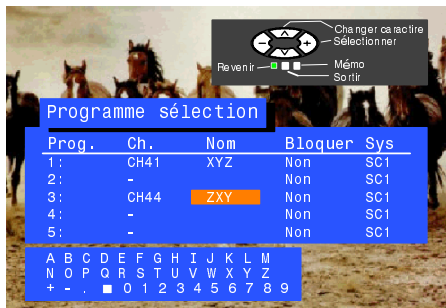 Changer caractire
Sélectionner
Revenir
Mémo
Sortir
Programme sélection
Prog. Ch. Nom Bloquer Sys
1: CH41 XYZ Non SC1
2: - Non SC1
3: CH44 ZXY Non SC1
4: - Non SC1
5: - Non SC1
A B C D E F G H I J K L M
N O P Q R S T U V W X Y Z
+ - . ■ 0 1 2 3 4 5 6 7 8 9